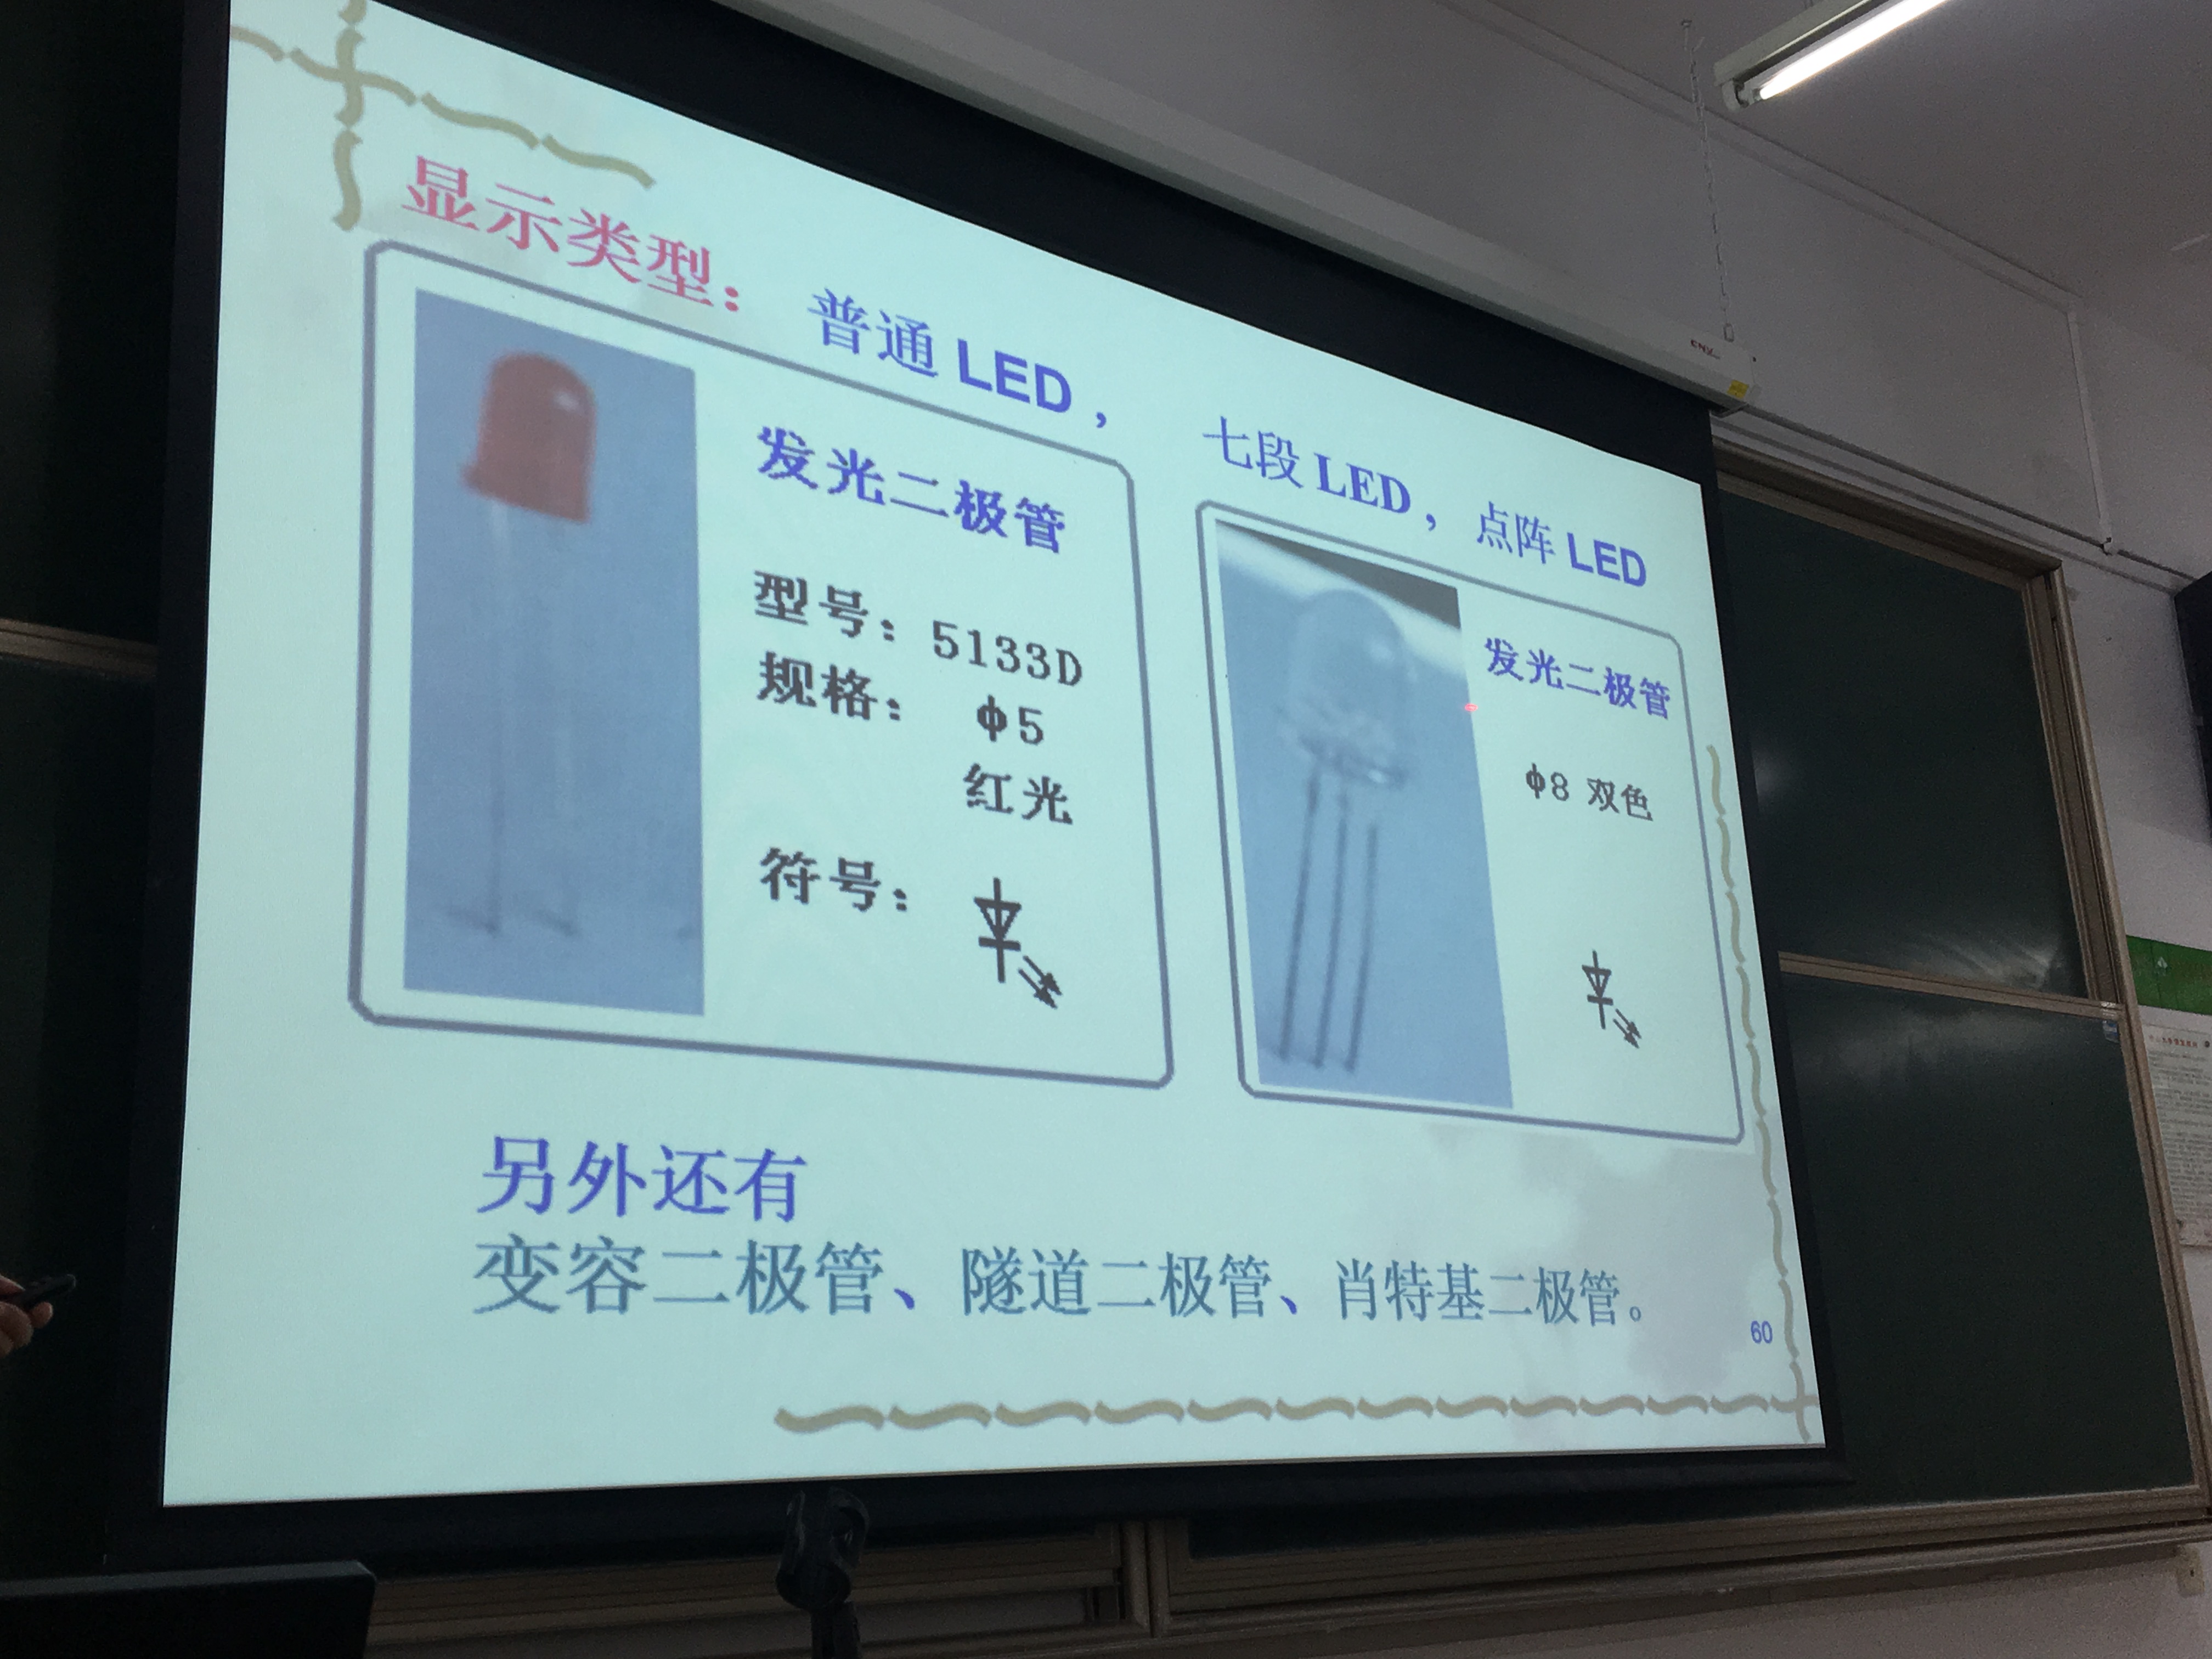 显示类型： 普通 LED， 七段 LED， 点阵 LED
发光二极管
型号：5133D
规格： Φ5
红光
符号：
发光二极管
Φ8 双色
另外还有
变容二极管、隧道二极管、肖特基二极管。
60